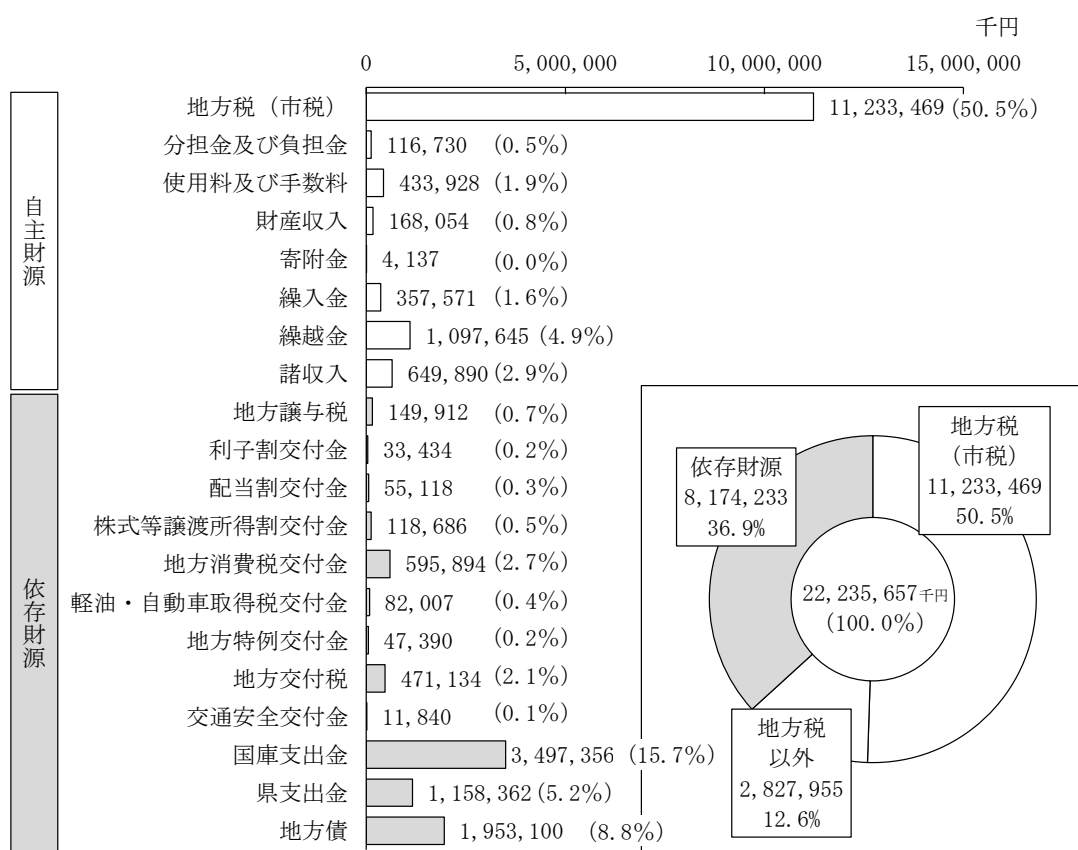 千円
0 5,000,000 10,000,000 15,000,000
自主財源
地方税（市税） 11,233,469 (50.5%)
分担金及び負担金 116,730 (0.5%)
使用料及び手数料 433,928 (1.9%)
財産収入 168,054 (0.8%)
寄附金 4,137 (0.0%)
繰入金 357,571 (1.6%)
繰越金 1,097,645 (4.9%)
諸収入 649,890 (2.9%)
依存財源
地方譲与税 149,912 (0.7%)
利子割交付金 33,434 (0.2%)
配当割交付金 55,118 (0.3%)
株式等譲渡所得割交付金 118,686 (0.5%)
地方消費税交付金 595,894 (2.7%)
軽油・自動車取得税交付金 82,007 (0.4%)
地方特例交付金 47,390 (0.2%)
地方交付税 471,134 (2.1%)
交通安全交付金 11,840 (0.1%)
国庫支出金 3,497,356 (15.7%)
県支出金 1,158,362 (5.2%)
地方債 1,953,100 (8.8%)
依存財源
8,174,233
36.9%
地方税
(市税)
11,233,469
50.5%
22,235,657千円
(100.0%)
地方税
以外
2,827,955
12.6%